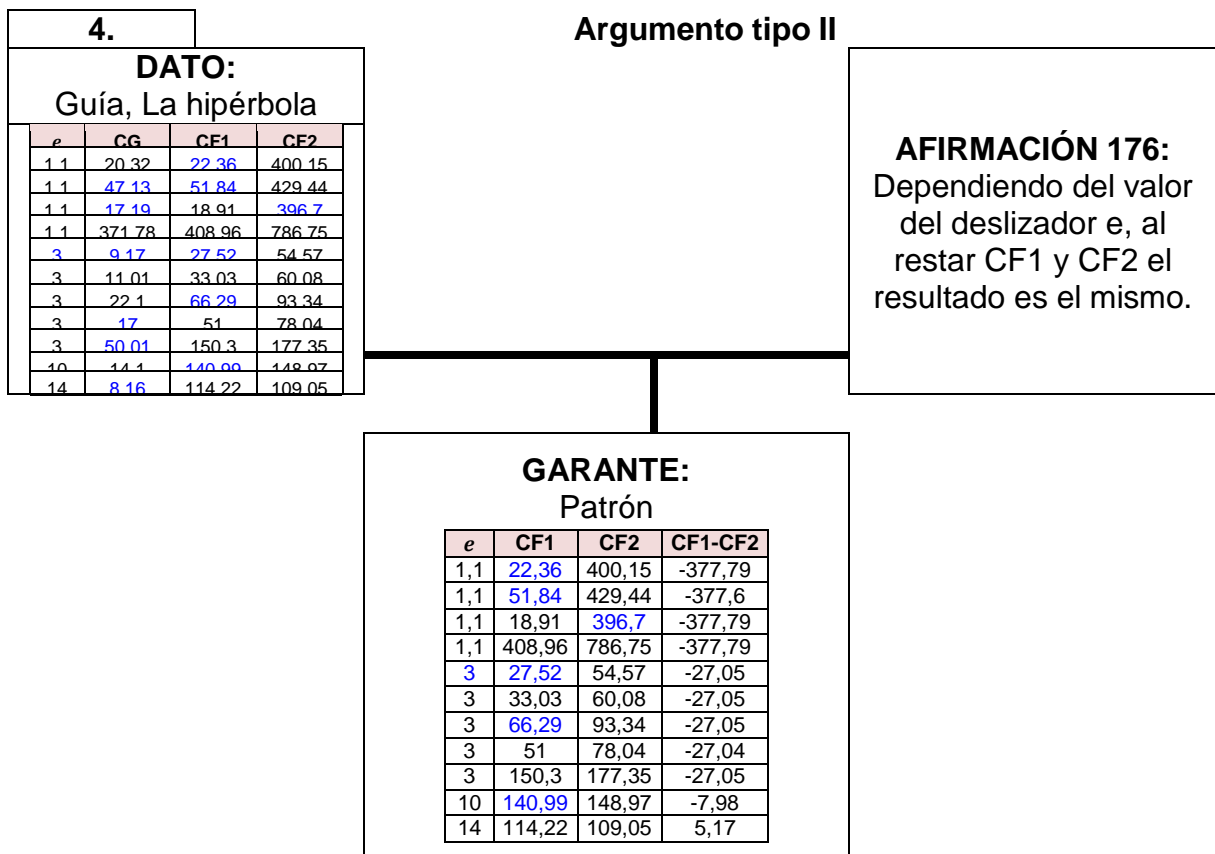 4.
Argumento tipo II
DATO:
Guía, La hipérbola
e CG CF1 CF2
1,1 20,32 22,36 400,15
1,1 47,13 51,84 429,44
1,1 17,19 18,91 396,7
1,1 371,78 408,96 786,75
3 9,17 27,52 54,57
3 11,01 33,03 60,08
3 22,1 66,29 93,34
3 17 51 78,04
3 50,01 150,3 177,35
10 14,1 140,99 148,97
14 8,16 114,22 109,05
AFIRMACIÓN 176:
Dependiendo del valor
del deslizador e, al
restar CF1 y CF2 el
resultado es el mismo.
GARANTE:
Patrón
e CF1 CF2 CF1-CF2
1,1 22,36 400,15 -377,79
1,1 51,84 429,44 -377,6
1,1 18,91 396,7 -377,79
1,1 408,96 786,75 -377,79
3 27,52 54,57 -27,05
3 33,03 60,08 -27,05
3 66,29 93,34 -27,05
3 51 78,04 -27,04
3 150,3 177,35 -27,05
10 140,99 148,97 -7,98
14 114,22 109,05 5,17